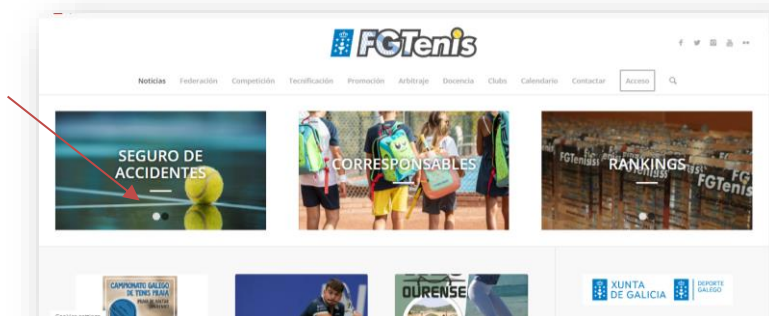 FGTenis
Noticias Federación Competición Tecnificación Promoción Arbitraje Docencia Clubs Calendario Contactar Acceso
SEGURO DE
ACCIDENTES
CORRESPONSABLES
RANKINGS
FGTenis
FGTenis
CAMPIONATO GALEGO
DE TENIS PRAIA
OURENSE
XUNTA
DE GALICIA
DEPORTE
GALEGO